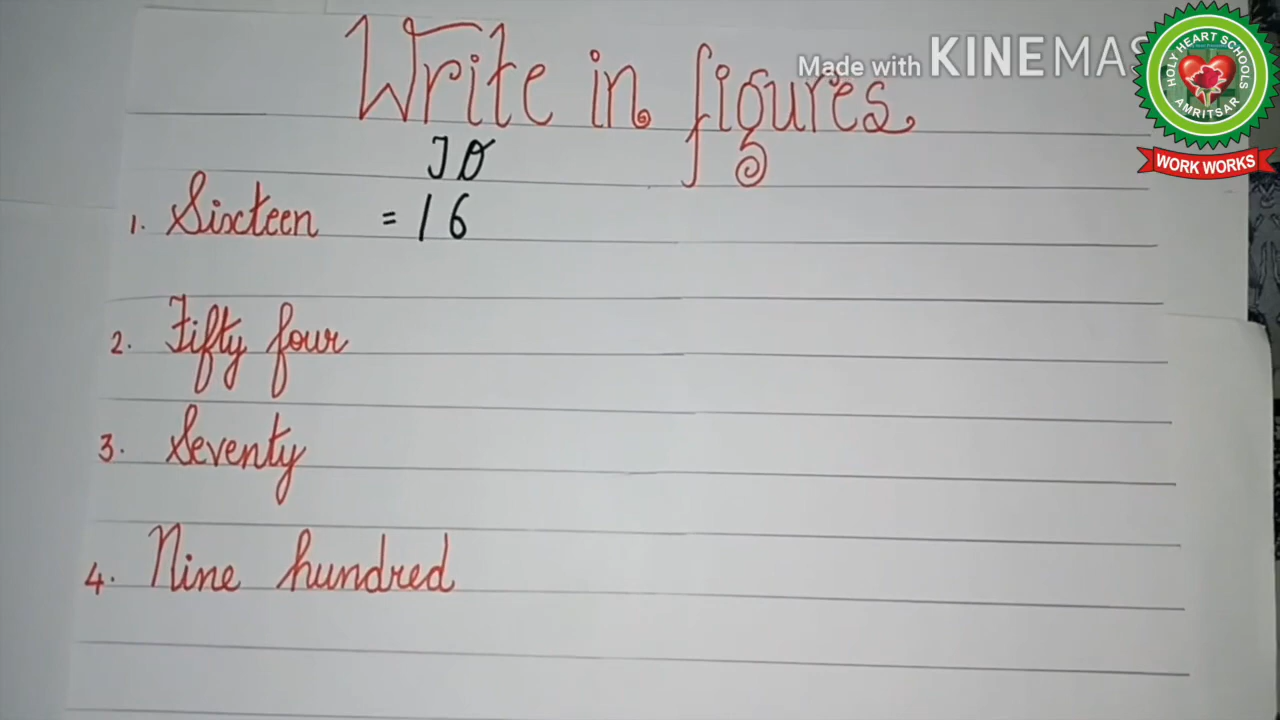 Write in figures
Made with KINEMA
HOLY HEART SCHOOLS
AMRITSAR
WORK WORKS
T O
1. Sixteen = 16
2. Fifty four
3. Seventy
4. Nine hundred